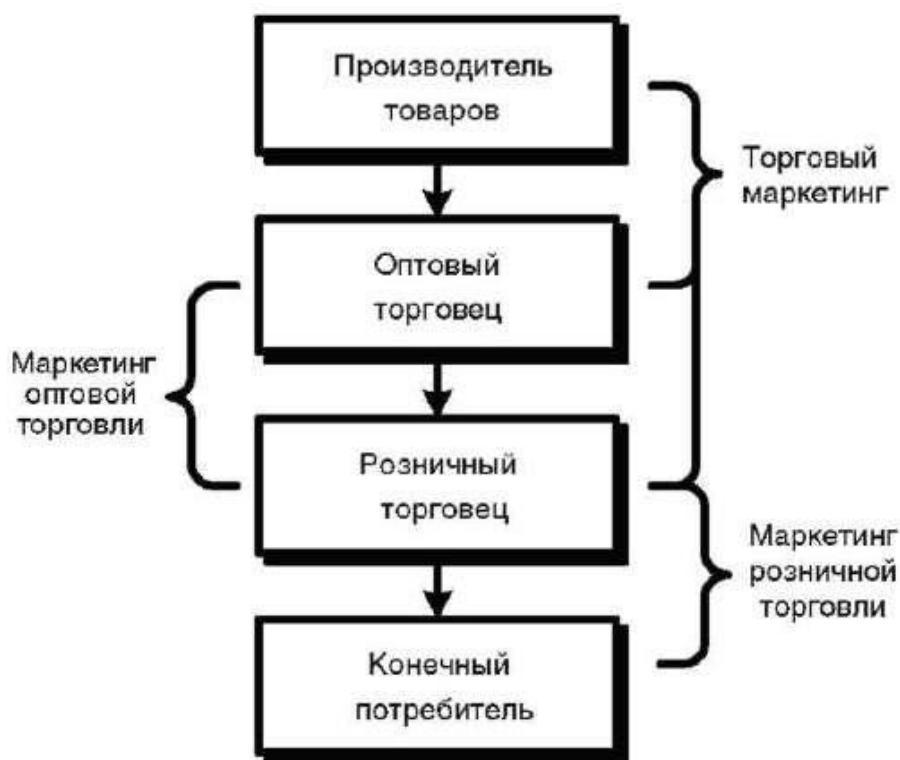 Производитель
товаров
Торговый
маркетинг
Оптовый
торговец
Маркетинг
оптовой
торговли
Розничный
торговец
Маркетинг
розничной
торговли
Конечный
потребитель